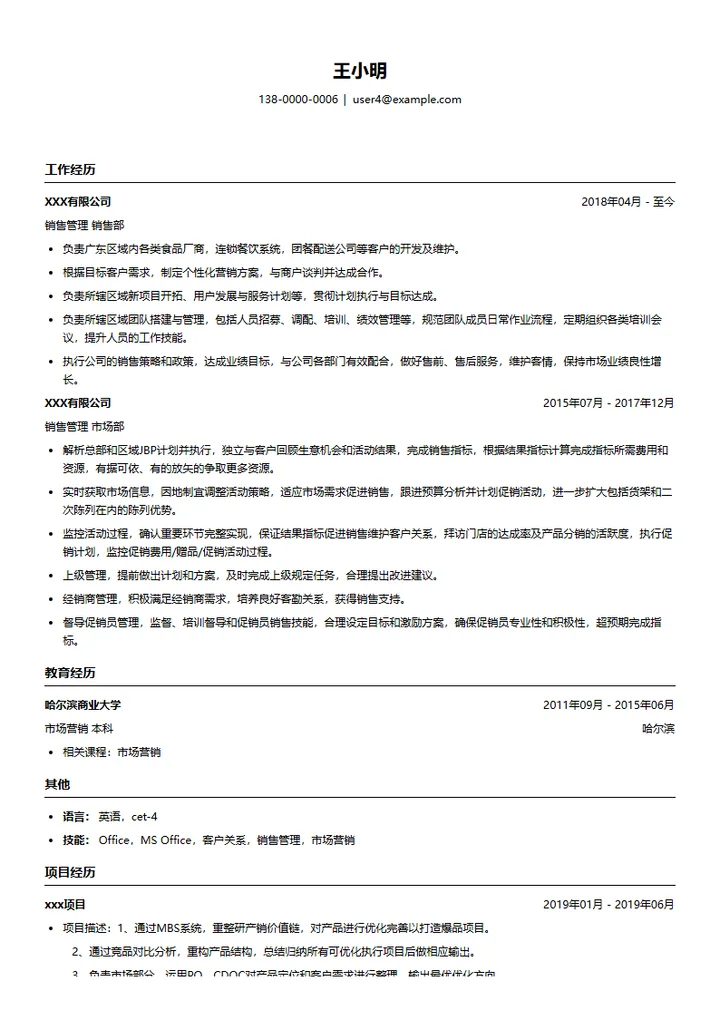 王小明
138-0000-0006 | user4@example.com
工作经历
XXX有限公司 2018年04月 - 至今
销售管理 销售部
• 负责广东区域内各类食品厂商，连锁餐饮系统，团餐配送公司等客户的开发及维护。
• 根据目标客户需求，制定个性化营销方案，与商户谈判并达成合作。
• 负责所辖区域新项目开拓、用户发展与服务计划等，贯彻计划执行与目标达成。
• 负责所辖区域团队搭建与管理，包括人员招募、调配、培训、绩效管理等，规范团队成员日常作业流程，定期组织各类培训会
议，提升人员的工作技能。
• 执行公司的销售策略和政策，达成业绩目标，与公司各部门有效配合，做好售前、售后服务，维护客情，保持市场业绩良性增
长。
XXX有限公司 2015年07月 - 2017年12月
销售管理 市场部
• 解析总部和区域JBP计划并执行，独立与客户回顾生意机会和活动结果，完成销售指标，根据结果指标计算完成指标所需费用和
资源，有据可依、有的放矢的争取更多资源。
• 实时获取市场信息，因地制宜调整活动策略，适应市场需求促进销售，跟进预算分析并计划促销活动，进一步扩大包括货架和二
次陈列在内的陈列优势。
• 监控活动过程，确认重要环节完整实现，保证结果指标促进销售维护客户关系，拜访门店的达成率及产品分销的活跃度，执行促
销计划，监控促销费用/赠品/促销活动过程。
• 上级管理，提前做出计划和方案，及时完成上级规定任务，合理提出改进建议。
• 经销商管理，积极满足经销商需求，培养良好客勤关系，获得销售支持。
• 督导促销员管理，监督、培训督导和促销员销售技能，合理设定目标和激励方案，确保促销员专业性和积极性，超预期完成指
标。
教育经历
哈尔滨商业大学 2011年09月 - 2015年06月
市场营销 本科 哈尔滨
• 相关课程：市场营销
其他
• 语言： 英语，cet-4
• 技能： Office，MS Office，客户关系，销售管理，市场营销
项目经历
xxx项目 2019年01月 - 2019年06月
• 项目描述：1、通过MBS系统，重整研产销价值链，对产品进行优化完善以打造爆品项目。
2、通过竞品对比分析，重构产品结构，总结归纳所有可优化执行项目后做相应输出。
3、负责市场部分，运用PQ、CDOC对产品定位和客户需求进行整理，输出最优优化方向